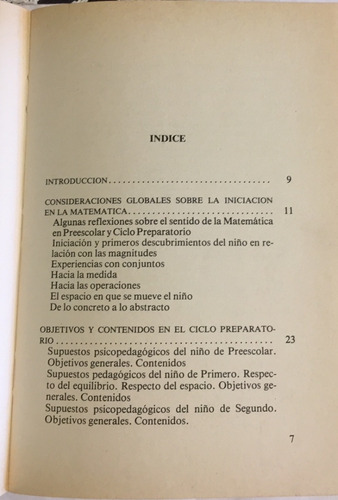 INDICE
INTRODUCCION................................... 9
CONSIDERACIONES GLOBALES SOBRE LA INICIACION
EN LA MATEMATICA............................... 11
Algunas reflexiones sobre el sentido de la Matemática
en Preescolar y Ciclo Preparatorio
Iniciación y primeros descubrimientos del niño en re-
lación con las magnitudes
Experiencias con conjuntos
Hacia la medida
Hacia las operaciones
El espacio en que se mueve el niño
De lo concreto a lo abstracto
OBJETIVOS Y CONTENIDOS EN EL CICLO PREPARATO-
RIO............................................. 23
Supuestos psicopedagógicos del niño de Preescolar.
Objetivos generales. Contenidos
Supuestos pedagógicos del niño de Primero. Respec-
to del equilibrio. Respecto del espacio. Objetivos ge-
nerales. Contenidos
Supuestos psicopedagógicos del niño de Segundo.
Objetivos generales. Contenidos.
7